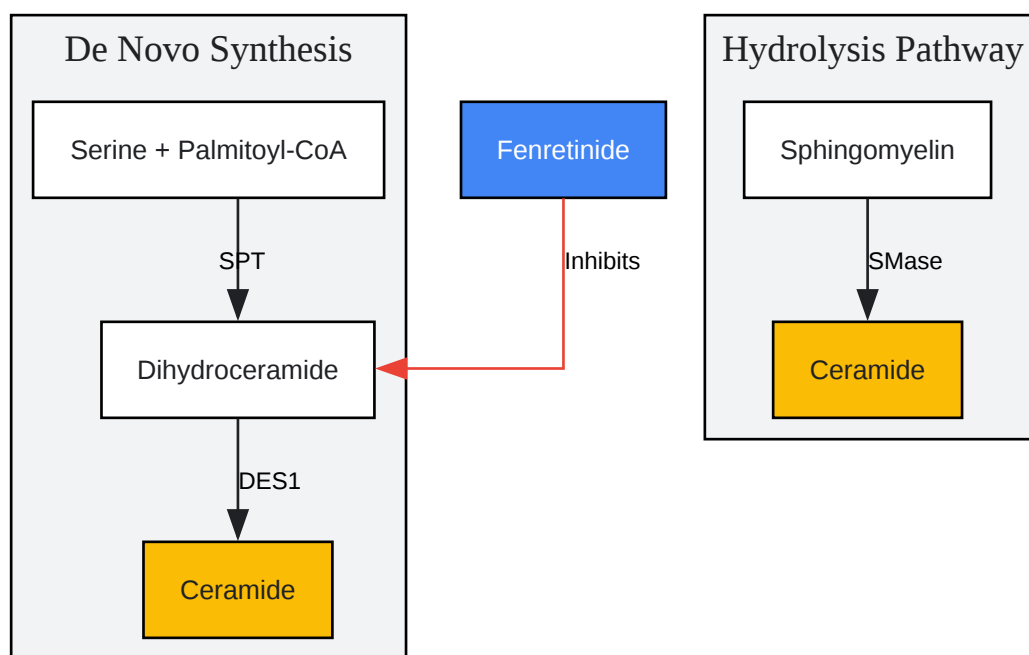 De Novo Synthesis
Serine + Palmitoyl-CoA
SPT
Dihydroceramide
DES1
Ceramide
Fenretinide
Inhibits
Hydrolysis Pathway
Sphingomyelin
SMase
Ceramide